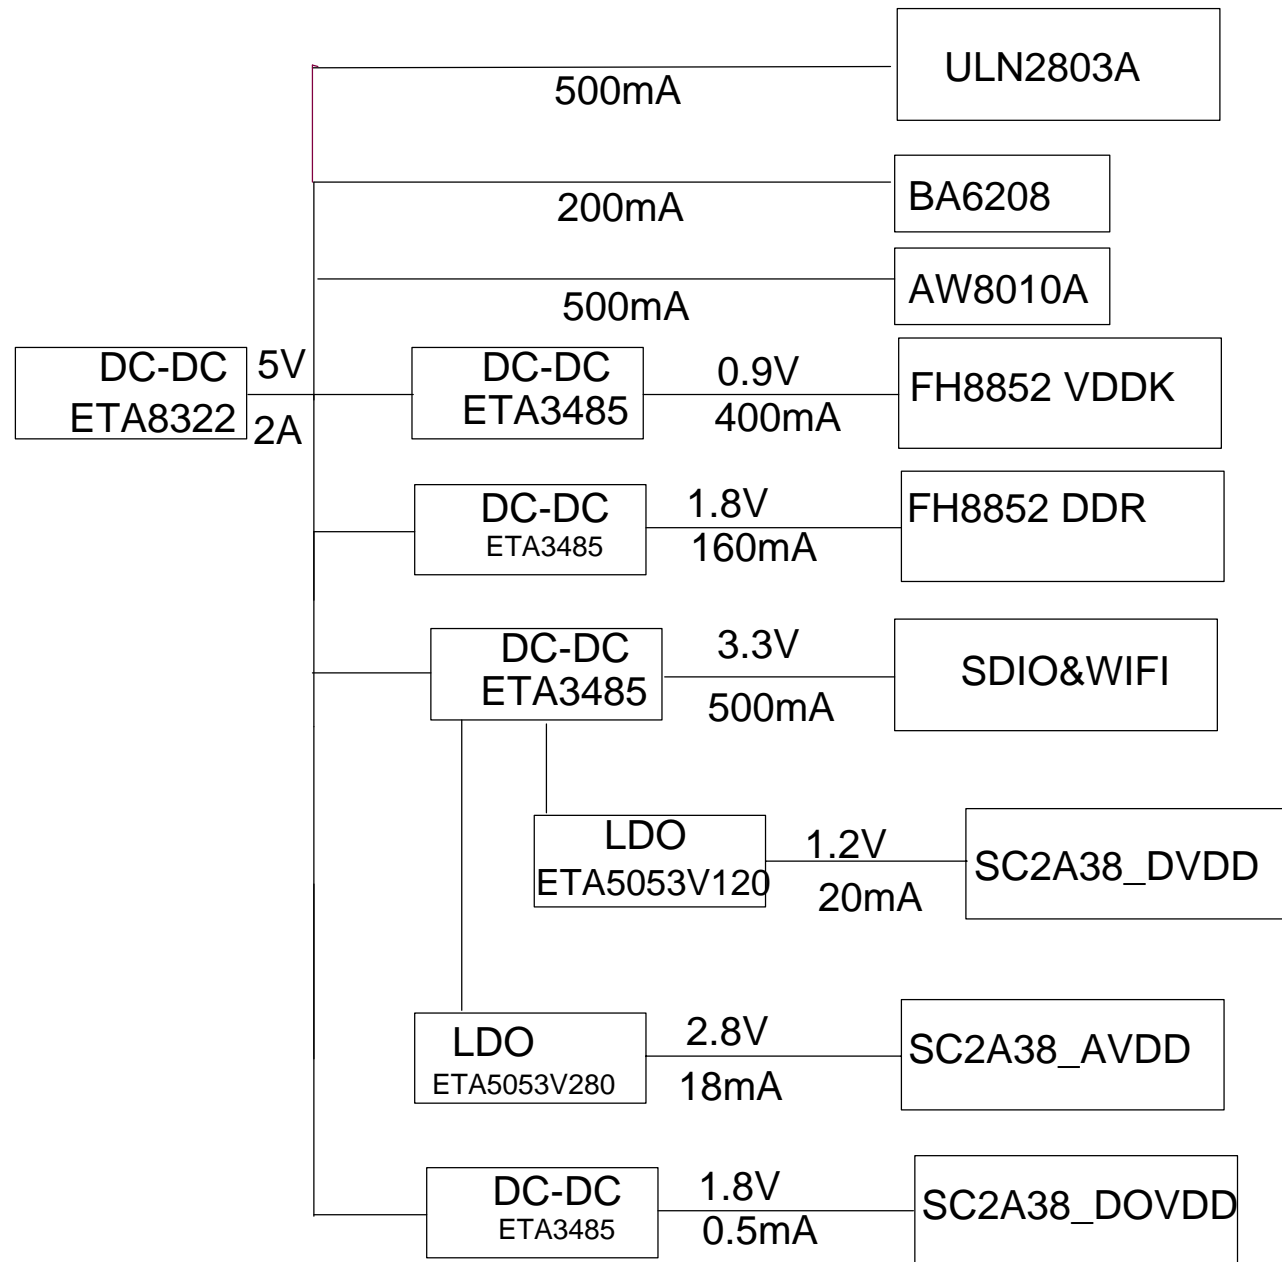 ULN2803A
500mA
BA6208
200mA
AW8010A
500mA
DC-DC
ETA8322
5V
2A
DC-DC
ETA3485
0.9V
400mA
FH8852 VDDK
DC-DC
ETA3485
1.8V
160mA
FH8852 DDR
DC-DC
ETA3485
3.3V
500mA
SDIO&WIFI
LDO
ETA5053V120
1.2V
20mA
SC2A38_DVDD
LDO
ETA5053V280
2.8V
18mA
SC2A38_AVDD
DC-DC
ETA3485
1.8V
0.5mA
SC2A38_DOVDD